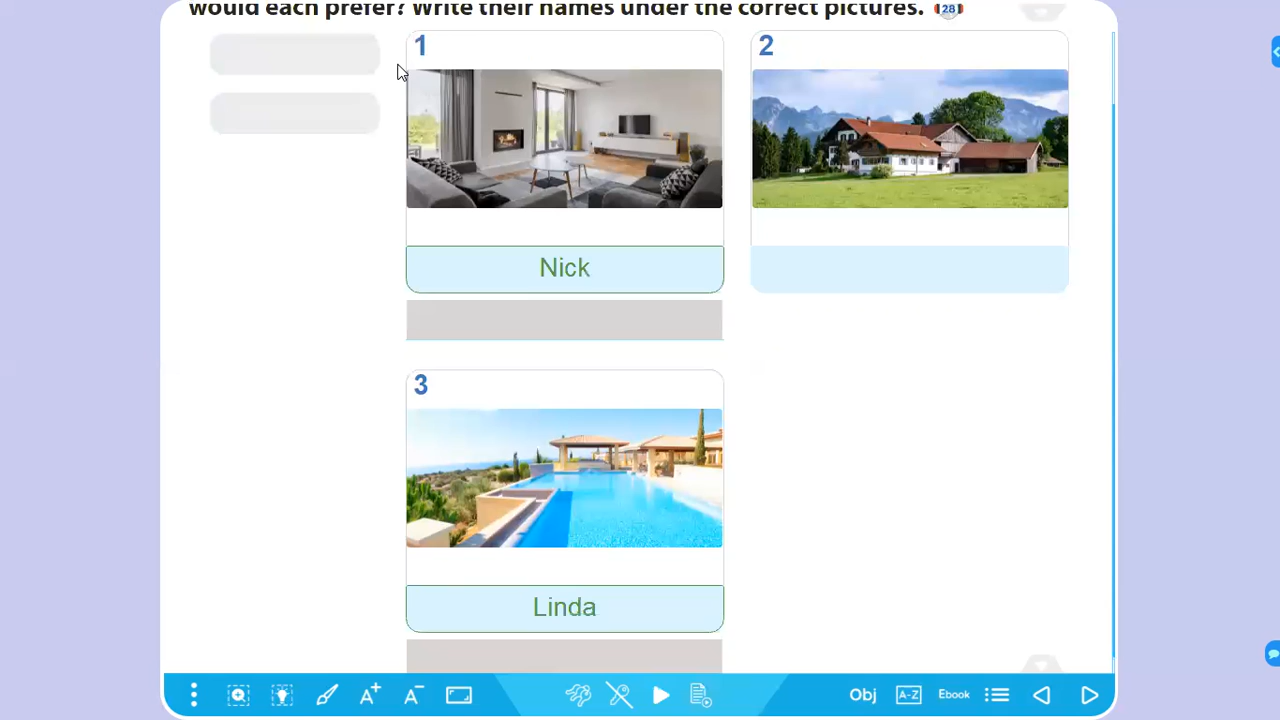 would each prefer? Write their names under the correct pictures. 28
1
2
Nick
3
Linda
A+
A-
Obj
A-Z
Ebook